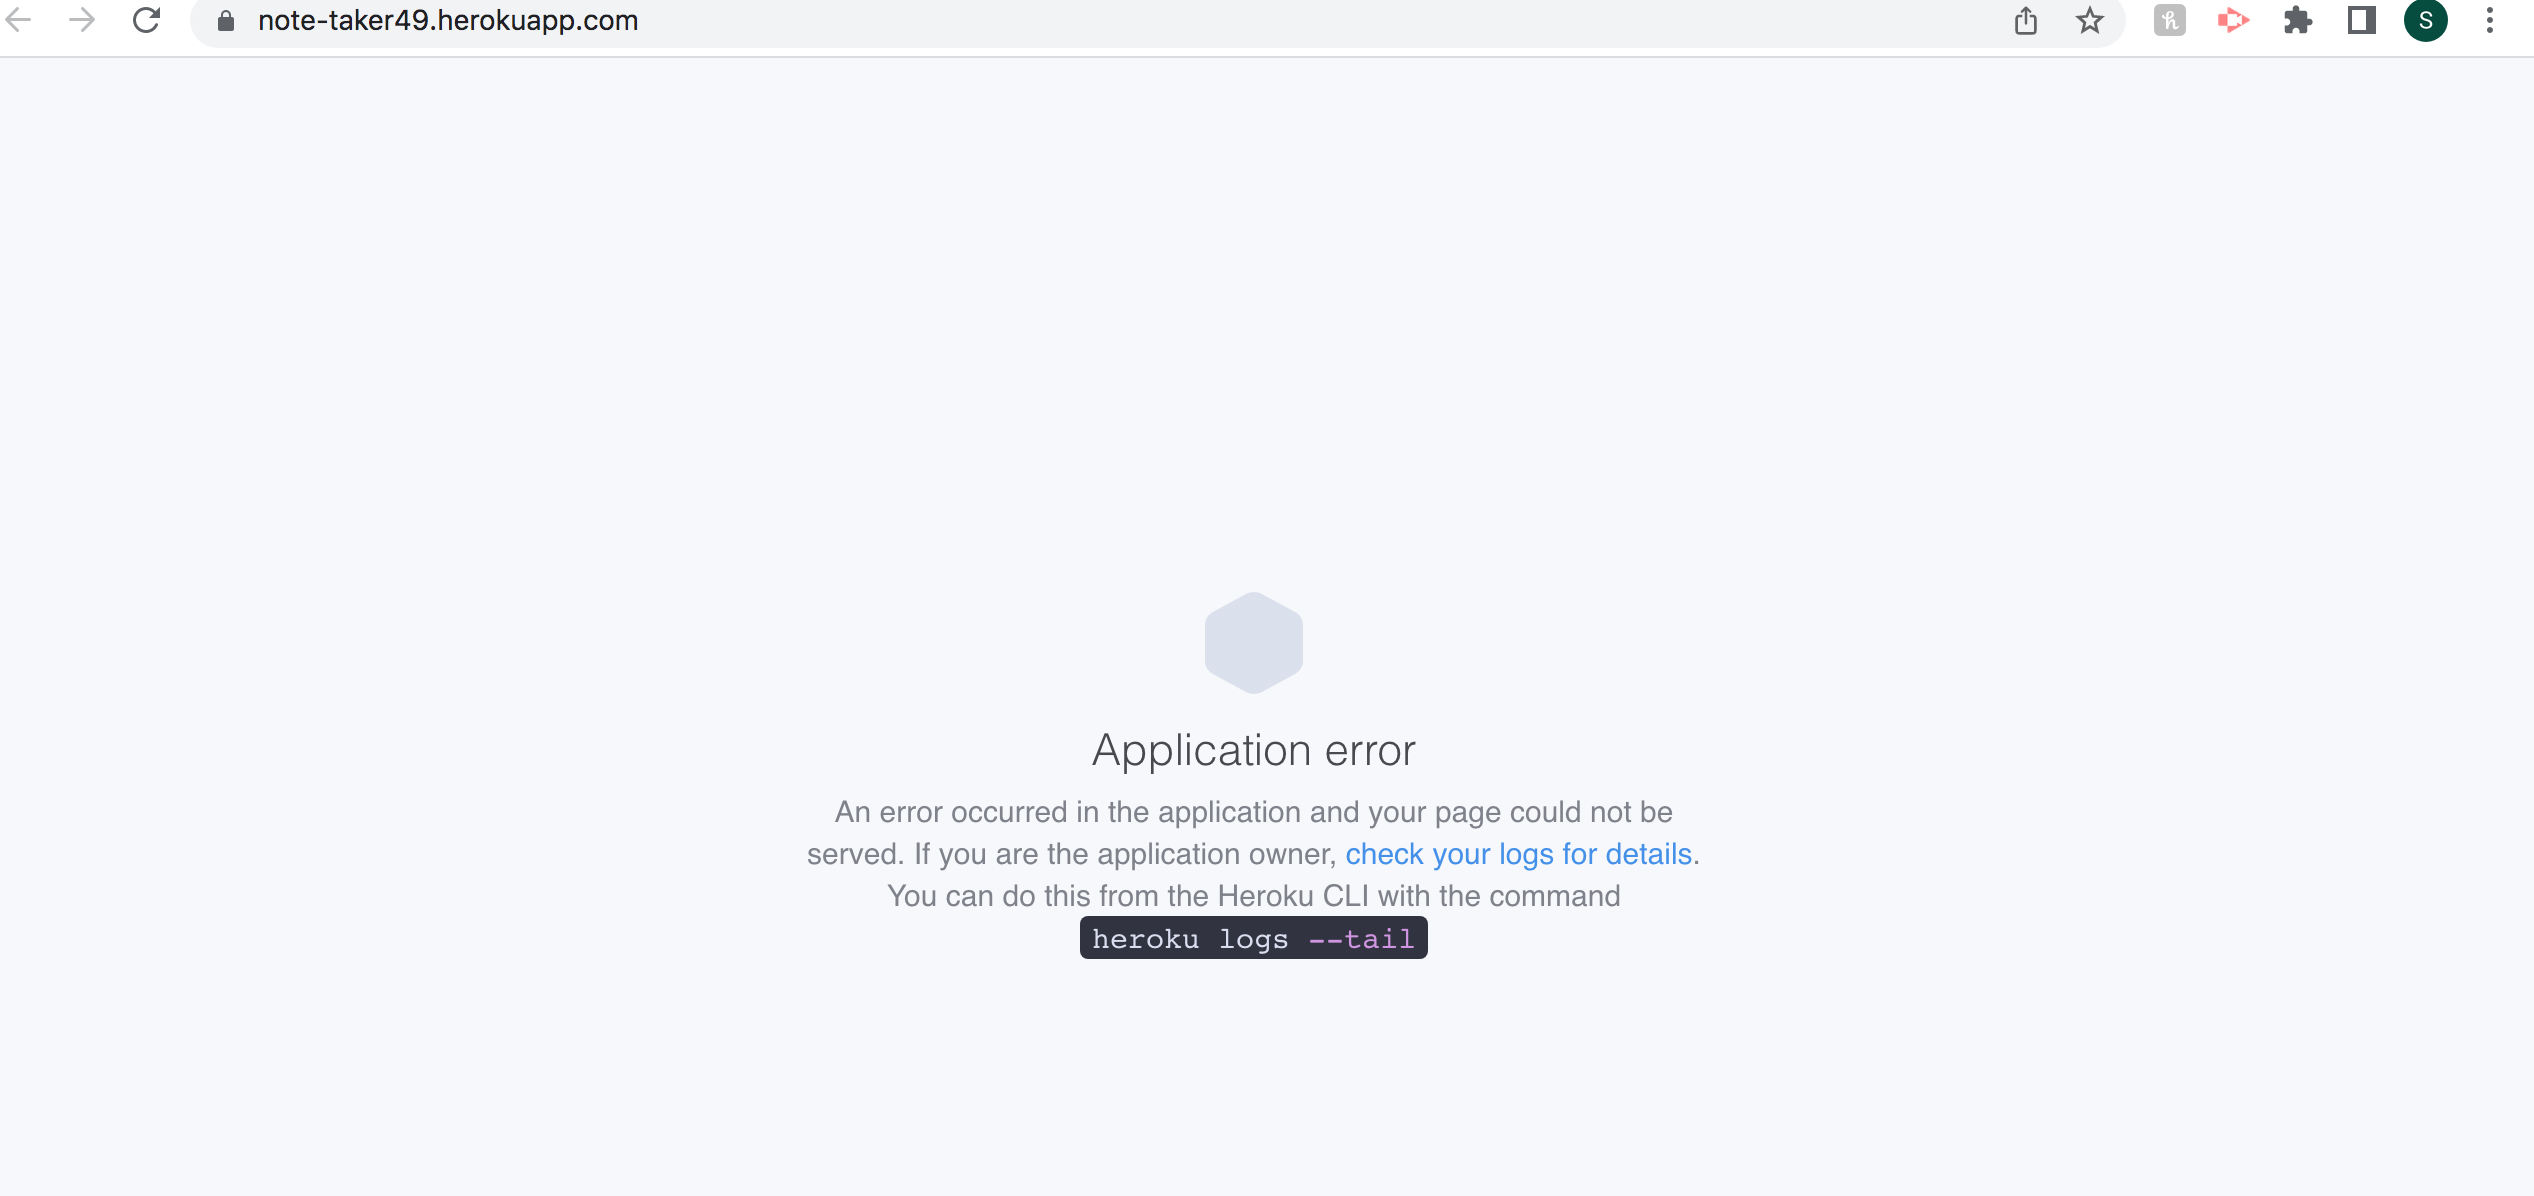 note-taker49.herokuapp.com
S
Application error
An error occurred in the application and your page could not be
served. If you are the application owner, check your logs for details.
You can do this from the Heroku CLI with the command
heroku logs --tail